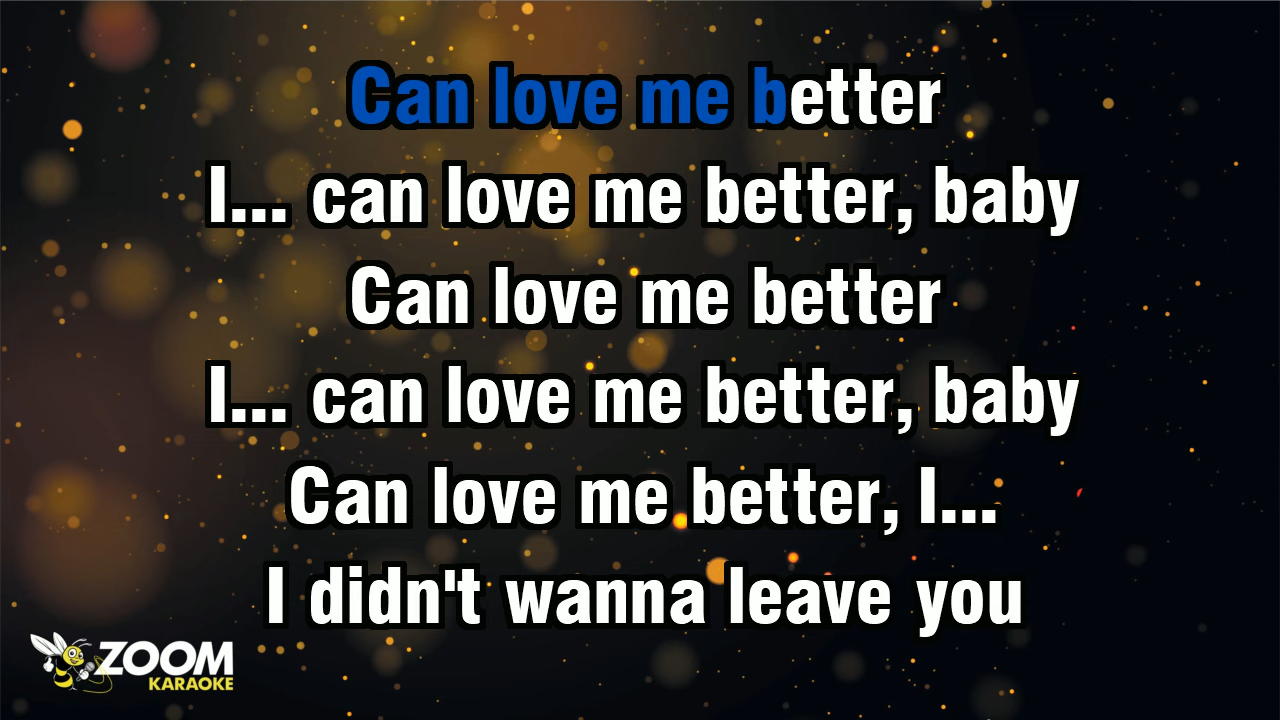 Can love me better
I... can love me better, baby
Can love me better
I... can love me better, baby
Can love me better, I...
I didn't wanna leave you
ZOOM
KARAOKE